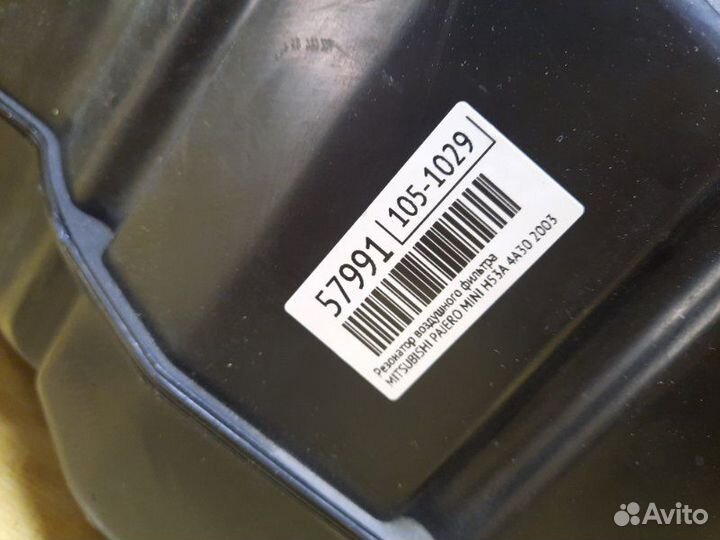 57991 105-1029
Резонатор воздушного фильтра
MITSUBISHI PAJERO MINI H53A 4A30 2003
Avito